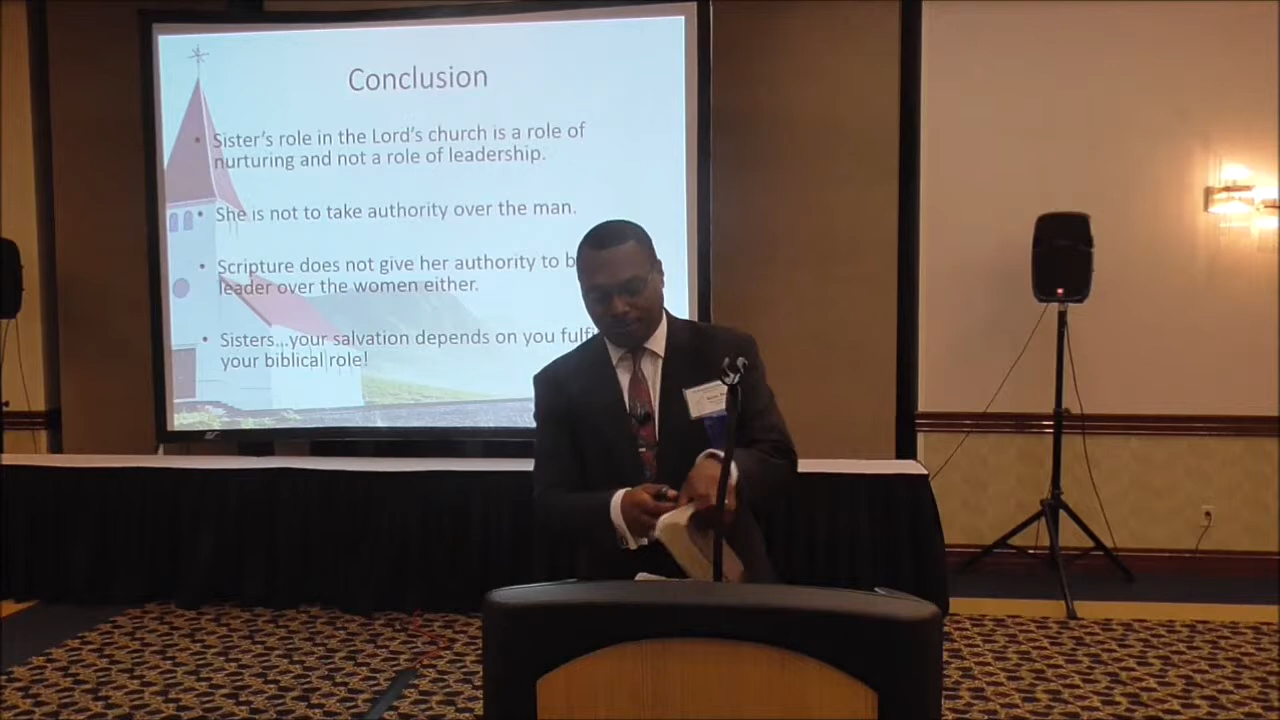 Conclusion
• Sister's role in the Lord's church is a role of
nurturing and not a role of leadership.
• She is not to take authority over the man.
• Scripture does not give her authority to b
leader over the women either.
• Sisters...your salvation depends on you fulfi
your biblical role!